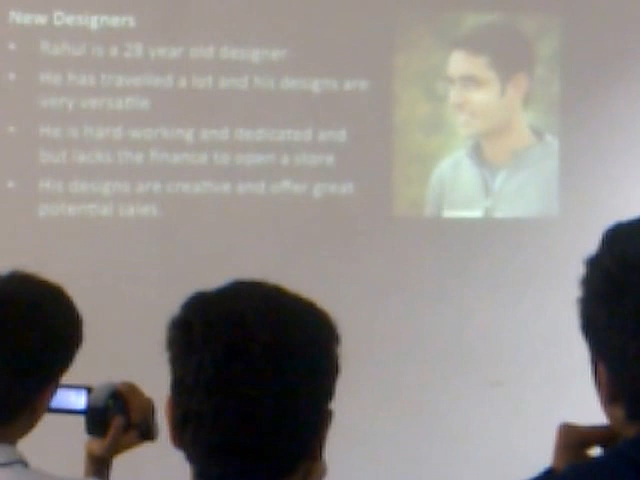 New Designers
• Rahul is a 28 year old designer
• He has travelled a lot and his designs are
very versatile
• He is hard working and dedicated and
but lacks the finance to open a store
• His designs are creative and offer great
potential sales.